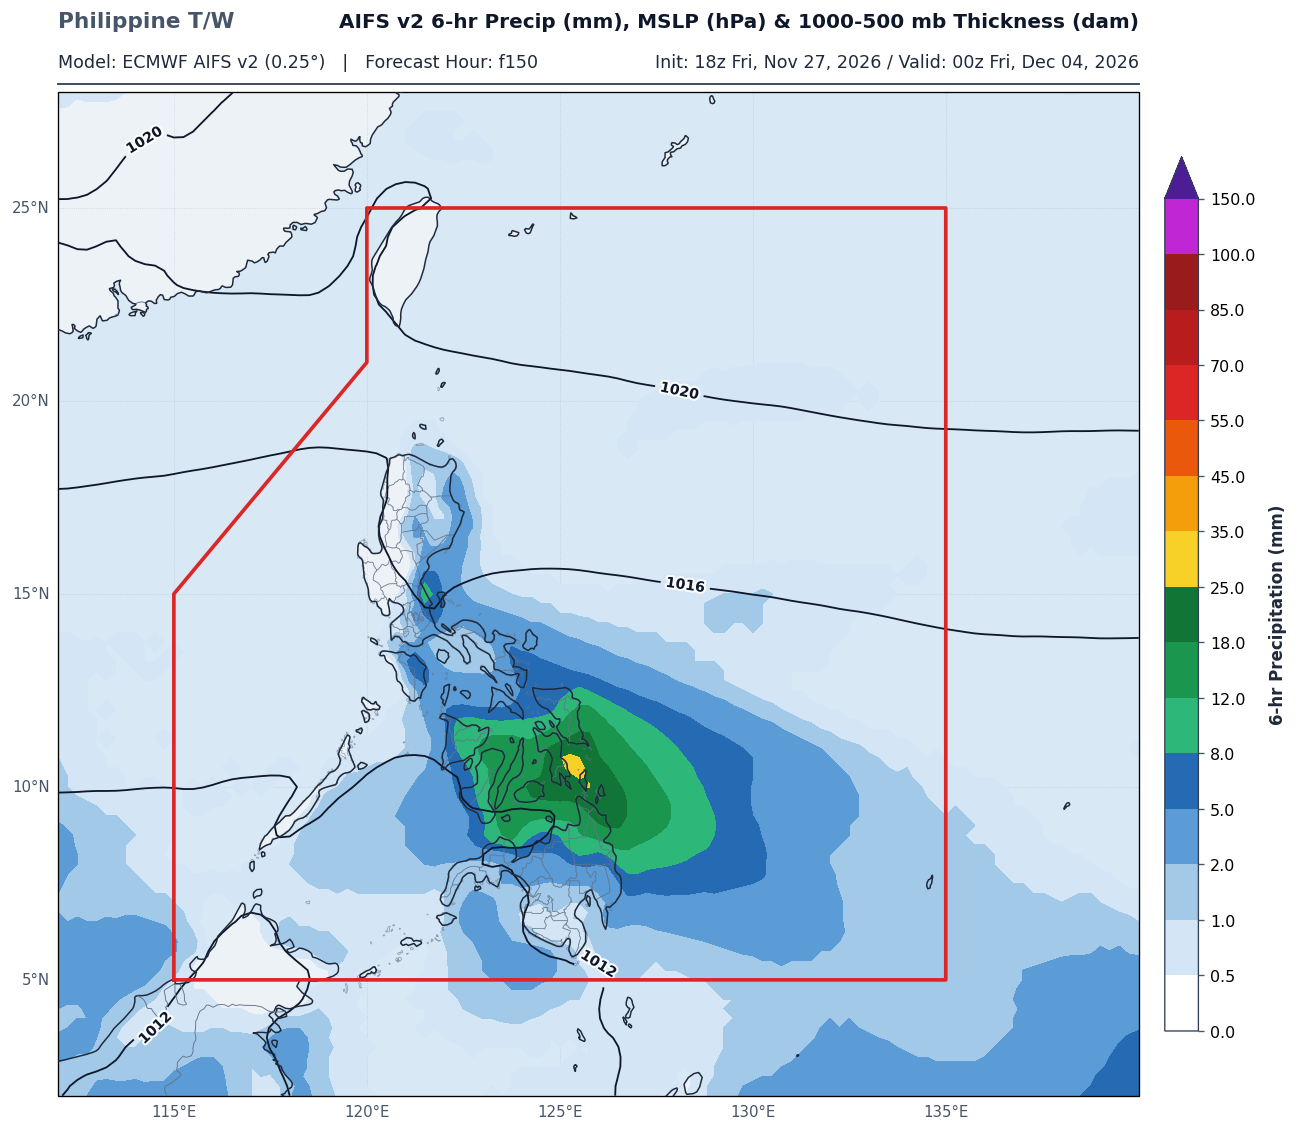 Philippine T/W
AIFS v2 6-hr Precip (mm), MSLP (hPa) & 1000-500 mb Thickness (dam)
Model: ECMWF AIFS v2 (0.25°) | Forecast Hour: f150
Init: 18z Fri, Nov 27, 2026 / Valid: 00z Fri, Dec 04, 2026
1020
25°N
20°N
15°N
10°N
5°N
1020
1016
1012
1012
115°E
120°E
125°E
130°E
135°E
150.0
100.0
85.0
70.0
55.0
45.0
35.0
25.0
18.0
12.0
8.0
5.0
2.0
1.0
0.5
0.0
6-hr Precipitation (mm)